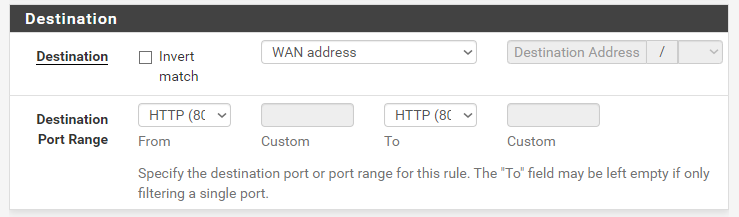 Destination
Destination Invert match WAN address Destination Address /
Destination Port Range HTTP (80 HTTP (80
From Custom To Custom
Specify the destination port or port range for this rule. The "To" field may be left empty if only
filtering a single port.